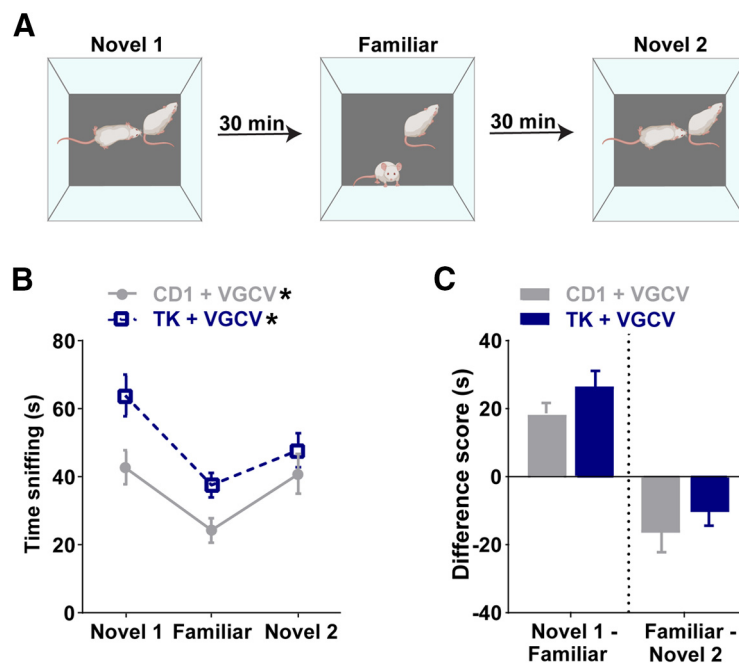 A
Novel 1
Familiar
Novel 2
30 min
30 min
B
CD1 + VGCV*
TK + VGCV*
Time sniffing (s)
80
60
40
20
0
Novel 1 Familiar Novel 2
C
CD1 + VGCV
TK + VGCV
Difference score (s)
40
20
0
-20
-40
Novel 1 -
Familiar
Familiar -
Novel 2